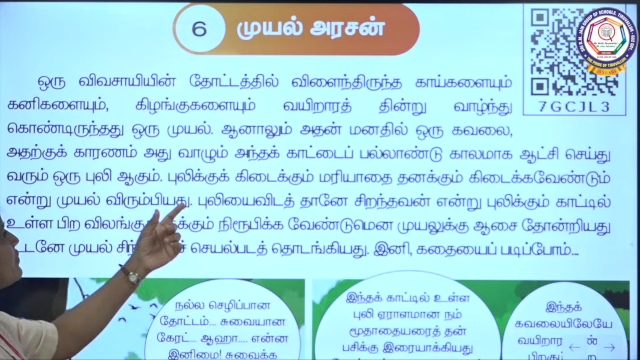 6 முயல் அரசன்
ஒரு விவசாயியின் தோட்டத்தில் விளைந்திருந்த காய்களையும்
கனிகளையும், கிழங்குகளையும் வயிறாரத் தின்று வாழ்ந்து
கொண்டிருந்தது ஒரு முயல். ஆனாலும் அதன் மனதில் ஒரு கவலை,
அதற்குக் காரணம் அது வாழும் அந்தக் காட்டைப் பல்லாண்டு காலமாக ஆட்சி செய்து
வரும் ஒரு புலி ஆகும். புலிக்குக் கிடைக்கும் மரியாதை தனக்கும் கிடைக்கவேண்டும்
என்று முயல் விரும்பியது. புலியைவிடத் தானே சிறந்தவன் என்று புலிக்கும் காட்டில்
உள்ள பிற நிரூபிக்க வேண்டுமென முயலுக்கு ஆசை தோன்றியது
முயல் செயல்படத் தொடங்கியது. இனி, கதையைப் படிப்போம்...
7GCJL3
நல்ல செழிப்பான
தோட்டம்... சுவையான
கேரட்... ஆஹா.... என்ன
இனிமை! சுவைக்க
இந்தக் காட்டில் உள்ள
புலி ஏராளமான நம்
மூதாதையரைத் தன்
பசிக்கு இரையாக்கியது
இந்தக்
கவலையிலேயே
வயிறார